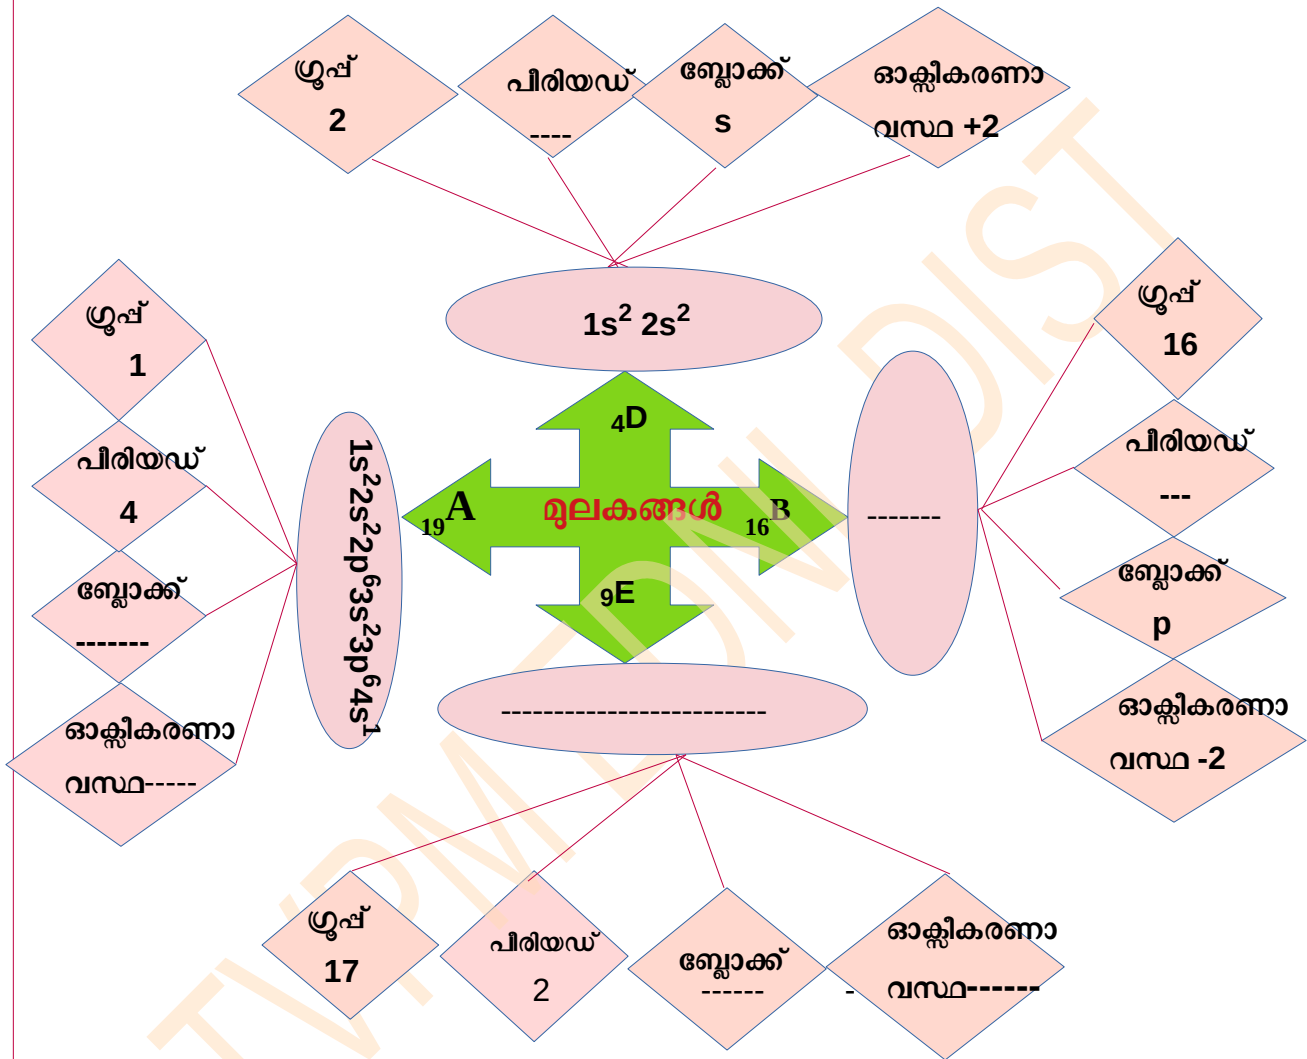 ഗ്രൂപ്പ്
2
പീരിയഡ്
----
ബ്ലോക്ക്
s
ഓക്സീകരണാ
വസ്ഥ +2
1s² 2s²
ഗ്രൂപ്പ്
1
പീരിയഡ്
4
ബ്ലോക്ക്
-------
ഓക്സീകരണാ
വസ്ഥ-----
1s²2s²2p⁶3s²3p⁶4s¹
₄D
₁₉A
മൂലകങ്ങൾ
₁₆B
₉E
-------
ഗ്രൂപ്പ്
16
പീരിയഡ്
---
ബ്ലോക്ക്
p
ഓക്സീകരണാ
വസ്ഥ -2
-------------------------
ഗ്രൂപ്പ്
17
പീരിയഡ്
2
ബ്ലോക്ക്
------
-
ഓക്സീകരണാ
വസ്ഥ------
TVPM EDNL DIST